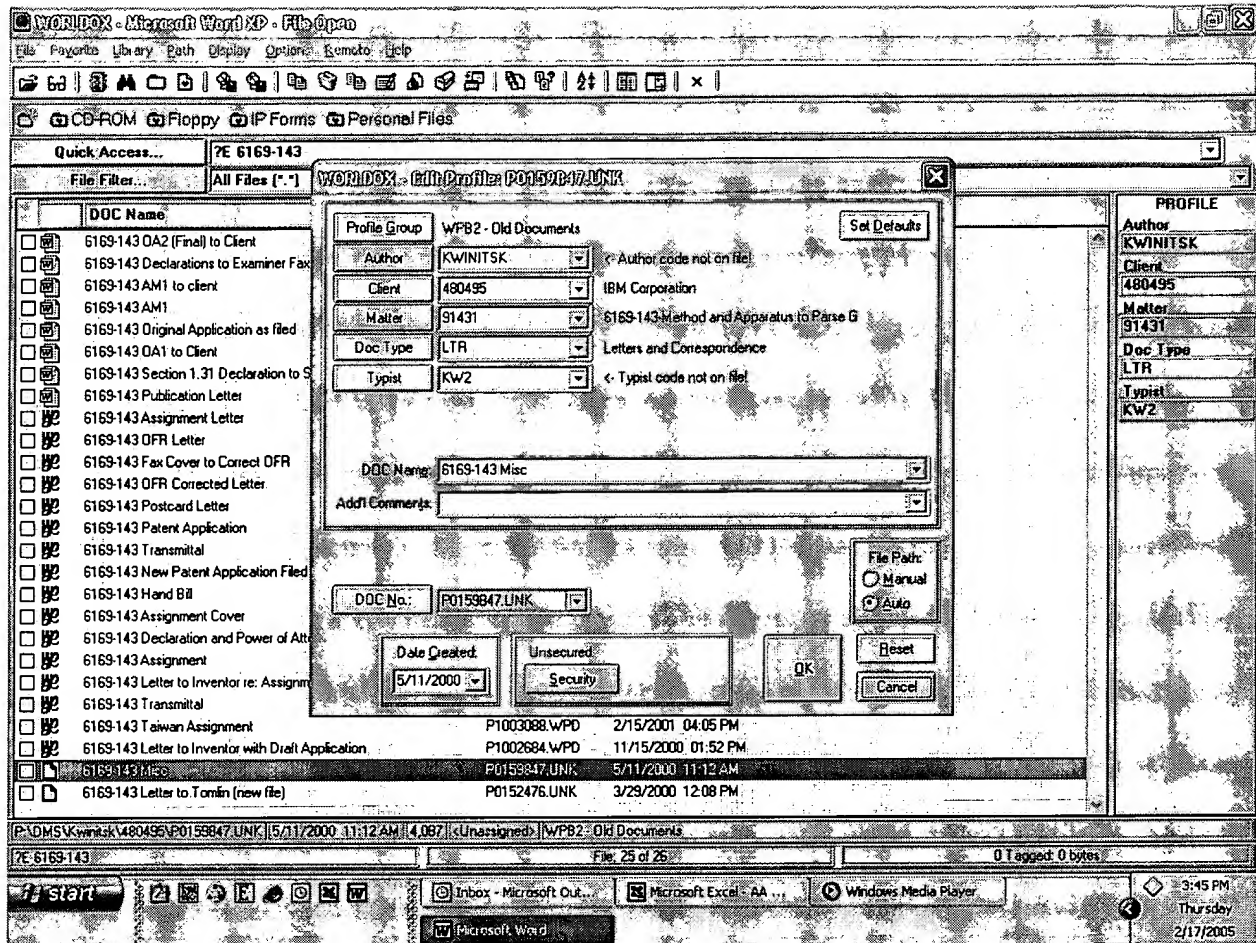 WORLDOX - Microsoft Word XP - File Open
File Favorite Library Path Display Options Remote Help
CD-ROM Floppy IP Forms Personal Files
Quick Access... ?E 6169-143
File Filter... All Files (*.*)
DOC Name
6169-143 OA2 (Final) to Client
6169-143 Declarations to Examiner Fax
6169-143 AM1 to client
6169-143 AM1
6169-143 Original Application as filed
6169-143 OA1 to Client
6169-143 Section 1.31 Declaration to S
6169-143 Publication Letter
6169-143 Assignment Letter
6169-143 OFR Letter
6169-143 Fax Cover to Correct OFR
6169-143 OFR Corrected Letter
6169-143 Postcard Letter
6169-143 Patent Application
6169-143 Transmittal
6169-143 New Patent Application Filed
6169-143 Hand Bill
6169-143 Assignment Cover
6169-143 Declaration and Power of Atto
6169-143 Assignment
6169-143 Letter to Inventor re: Assignm
6169-143 Transmittal
6169-143 Taiwan Assignment P1003088.WPD 2/15/2001 04:05 PM
6169-143 Letter to Inventor with Draft Application P1002684.WPD 11/15/2000 01:52 PM
6169-143 Misc P0159847.UNK 5/11/2000 11:12 AM
6169-143 Letter to Tomlin (new file) P0152476.UNK 3/29/2000 12:08 PM
WORLDOX - Edit Profile: P0159847.UNK
Profile Group WPB2 - Old Documents Set Defaults
Author KWINITSK <- Author code not on file!
Client 480495 IBM Corporation
Matter 91431 6169-143-Method and Apparatus to Parse G
Doc Type LTR Letters and Correspondence
Typist KW2 <- Typist code not on file!
DOC Name: 6169-143 Misc
Add'l Comments:
File Path:
Manual
Auto
DOC No.: P0159847.UNK
Date Created: Unsecured
5/11/2000 Security OK Reset
Cancel
PROFILE
Author
KWINITSK
Client
480495
Matter
91431
Doc Type
LTR
Typist
KW2
P:\DMS\Kwinitsk\480495\P0159847.UNK 5/11/2000 11:12 AM 4,087 <Unassigned> WPB2 - Old Documents
?E 6169-143 File: 25 of 26 0 Tagged: 0 bytes
start Inbox - Microsoft Out... Microsoft Excel - AA ... Windows Media Player 3:45 PM
Microsoft Word Thursday
2/17/2005